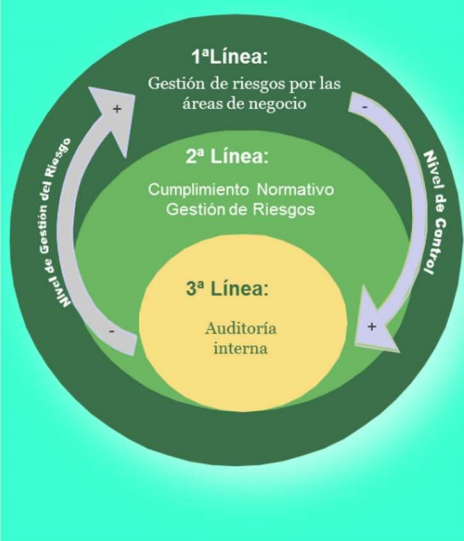 1ªLínea:
Gestión de riesgos por las
áreas de negocio
+
-
2ª Línea:
Cumplimiento Normativo
Gestión de Riesgos
Nivel de Gestión del Riesgo
Nivel de Control
3ª Línea:
Auditoría
interna
-
+